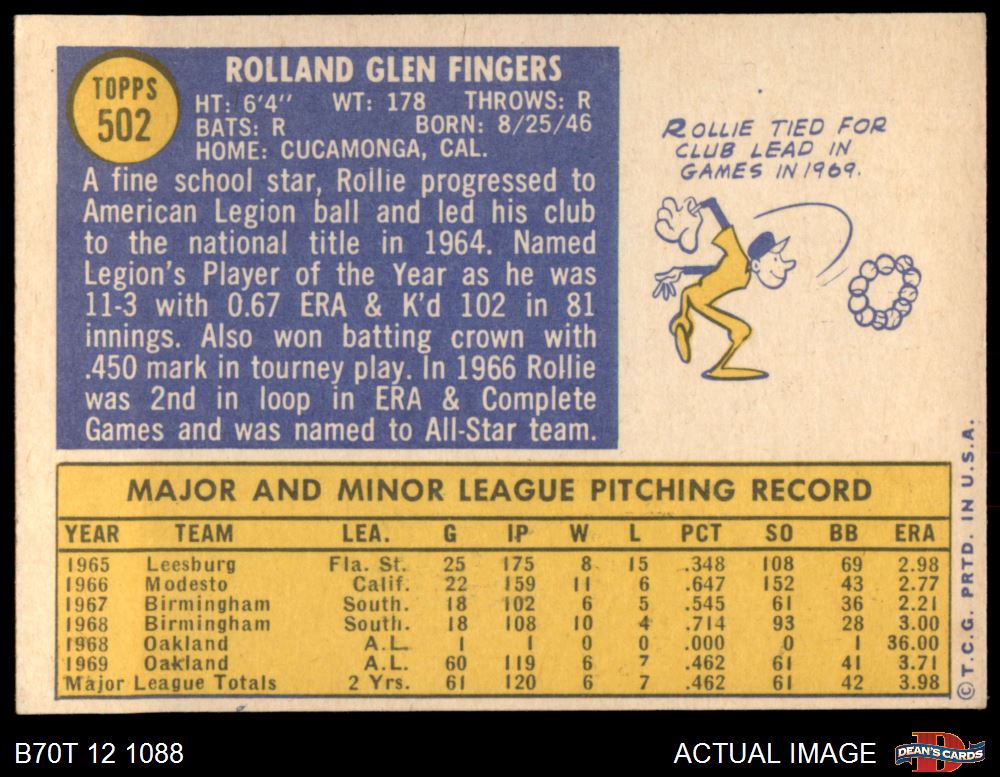 TOPPS
502
ROLLAND GLEN FINGERS
HT: 6'4" WT: 178 THROWS: R
BATS: R BORN: 8/25/46
HOME: CUCAMONGA, CAL.
A fine school star, Rollie progressed to
American Legion ball and led his club
to the national title in 1964. Named
Legion's Player of the Year as he was
11-3 with 0.67 ERA & K'd 102 in 81
innings. Also won batting crown with
.450 mark in tourney play. In 1966 Rollie
was 2nd in loop in ERA & Complete
Games and was named to All-Star team.
ROLLIE TIED FOR
CLUB LEAD IN
GAMES IN 1969.
MAJOR AND MINOR LEAGUE PITCHING RECORD
YEAR TEAM LEA. G IP W L PCT SO BB ERA
1965 Leesburg Fla. St. 25 175 8 15 .348 108 69 2.98
1966 Modesto Calif. 22 159 11 6 .647 152 43 2.77
1967 Birmingham South. 18 102 6 5 .545 61 36 2.21
1968 Birmingham South. 18 108 10 4 .714 93 28 3.00
1968 Oakland A.L. 1 1 0 0 .000 0 1 36.00
1969 Oakland A.L. 60 119 6 7 .462 61 41 3.71
Major League Totals 2 Yrs. 61 120 6 7 .462 61 42 3.98
© T.C.G. PRTD. IN U.S.A.
B70T 12 1088
ACTUAL IMAGE
D
DEAN'S CARDS